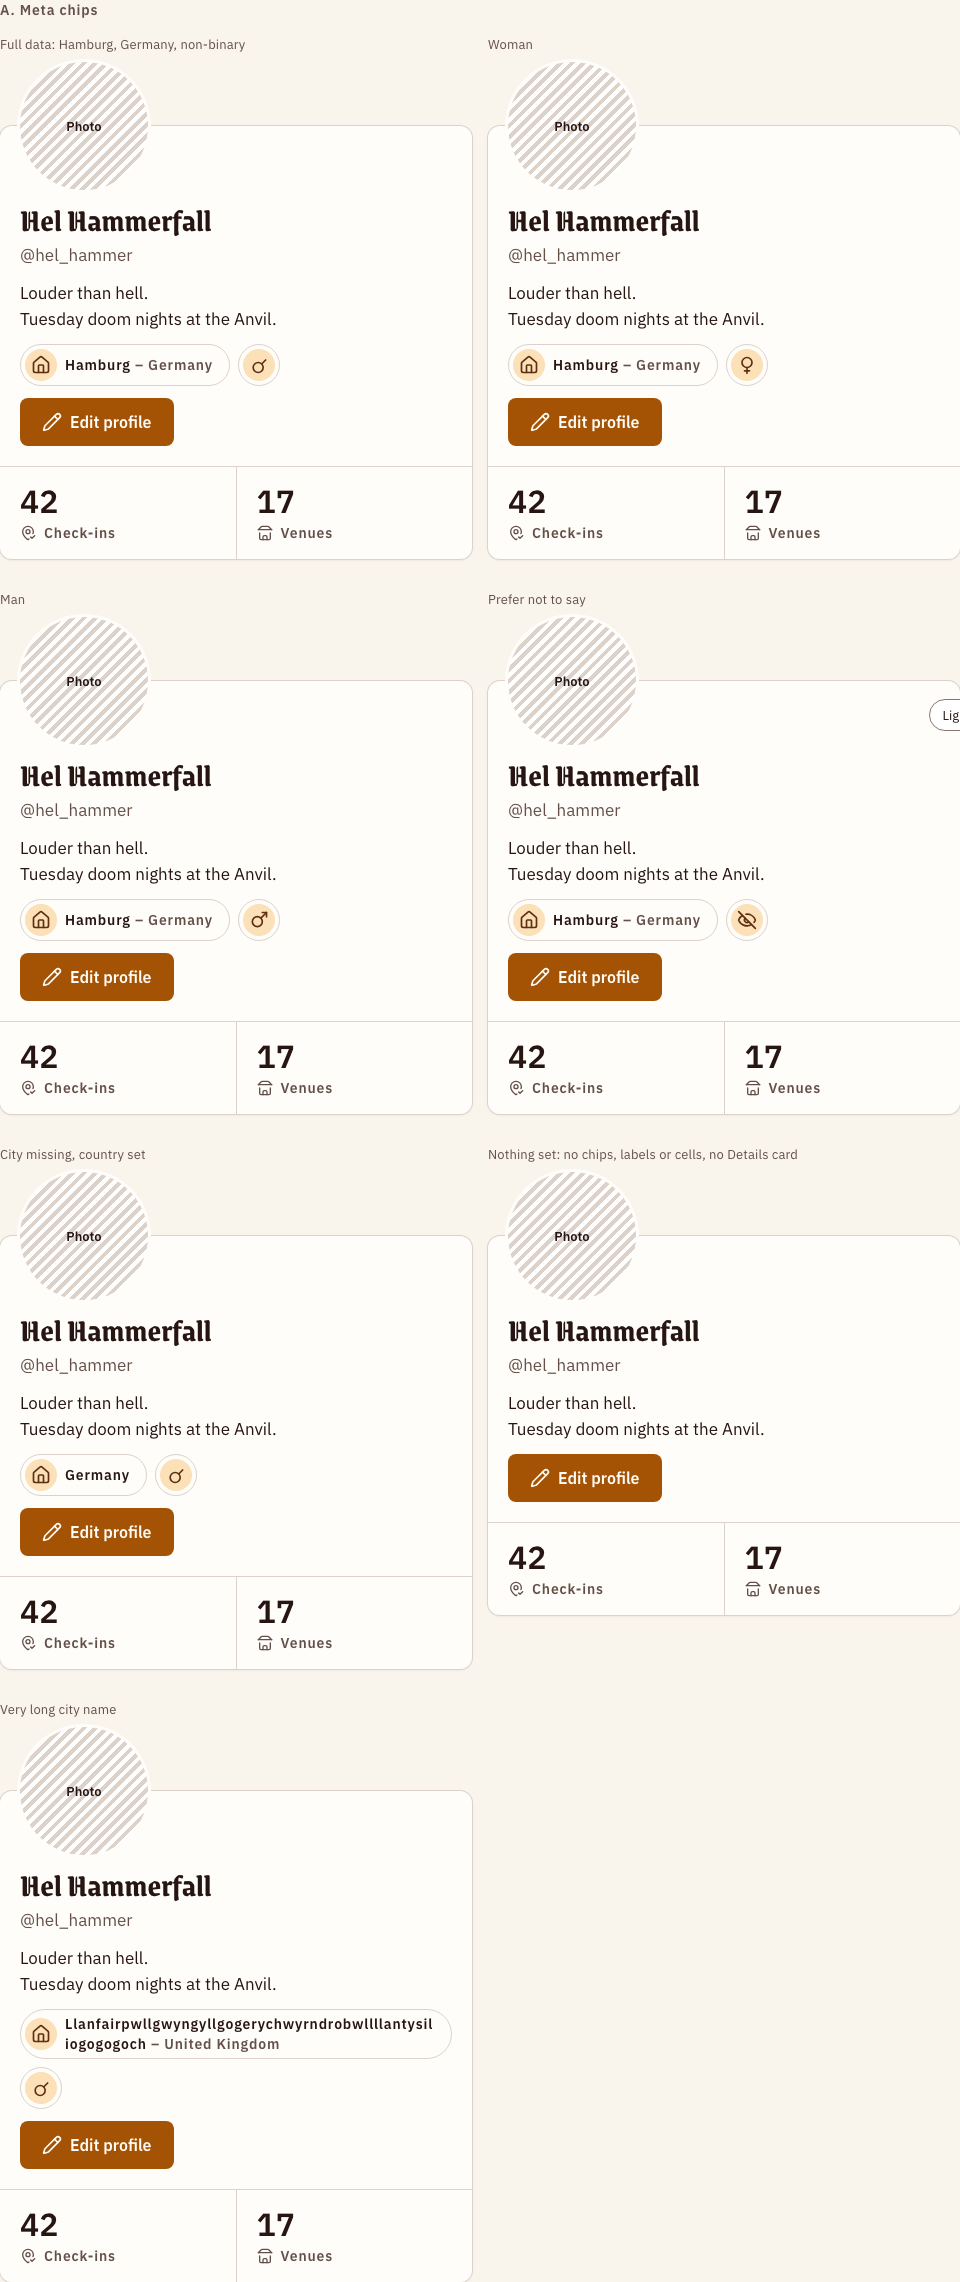 A. Meta chips
Full data: Hamburg, Germany, non-binary
Photo
Hel Hammerfall
@hel_hammer
Louder than hell.
Tuesday doom nights at the Anvil.
Hamburg – Germany
Edit profile
42
Check-ins
17
Venues
Woman
Photo
Hel Hammerfall
@hel_hammer
Louder than hell.
Tuesday doom nights at the Anvil.
Hamburg – Germany
Edit profile
42
Check-ins
17
Venues
Man
Photo
Hel Hammerfall
@hel_hammer
Louder than hell.
Tuesday doom nights at the Anvil.
Hamburg – Germany
Edit profile
42
Check-ins
17
Venues
Prefer not to say
Lig
Photo
Hel Hammerfall
@hel_hammer
Louder than hell.
Tuesday doom nights at the Anvil.
Hamburg – Germany
Edit profile
42
Check-ins
17
Venues
City missing, country set
Photo
Hel Hammerfall
@hel_hammer
Louder than hell.
Tuesday doom nights at the Anvil.
Germany
Edit profile
42
Check-ins
17
Venues
Nothing set: no chips, labels or cells, no Details card
Photo
Hel Hammerfall
@hel_hammer
Louder than hell.
Tuesday doom nights at the Anvil.
Edit profile
42
Check-ins
17
Venues
Very long city name
Photo
Hel Hammerfall
@hel_hammer
Louder than hell.
Tuesday doom nights at the Anvil.
Llanfairpwllgwyngyllgogerychwyrndrobwllllantysil
iogogogoch – United Kingdom
Edit profile
42
Check-ins
17
Venues